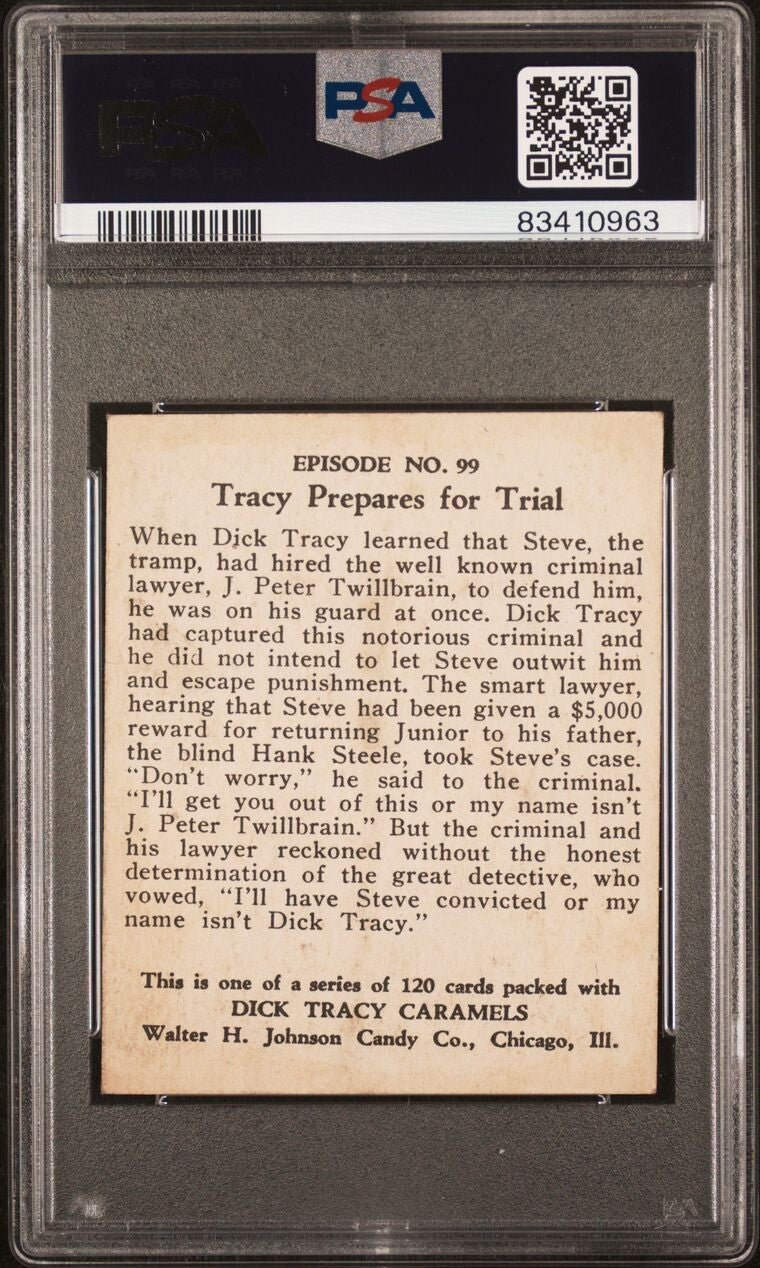 PSA
PSA
83410963
EPISODE NO. 99
Tracy Prepares for Trial
When Dick Tracy learned that Steve, the
tramp, had hired the well known criminal
lawyer, J. Peter Twillbrain, to defend him,
he was on his guard at once. Dick Tracy
had captured this notorious criminal and
he did not intend to let Steve outwit him
and escape punishment. The smart lawyer,
hearing that Steve had been given a $5,000
reward for returning Junior to his father,
the blind Hank Steele, took Steve's case.
“Don't worry,” he said to the criminal.
“I'll get you out of this or my name isn't
J. Peter Twillbrain.” But the criminal and
his lawyer reckoned without the honest
determination of the great detective, who
vowed, “I'll have Steve convicted or my
name isn't Dick Tracy.”
This is one of a series of 120 cards packed with
DICK TRACY CARAMELS
Walter H. Johnson Candy Co., Chicago, Ill.